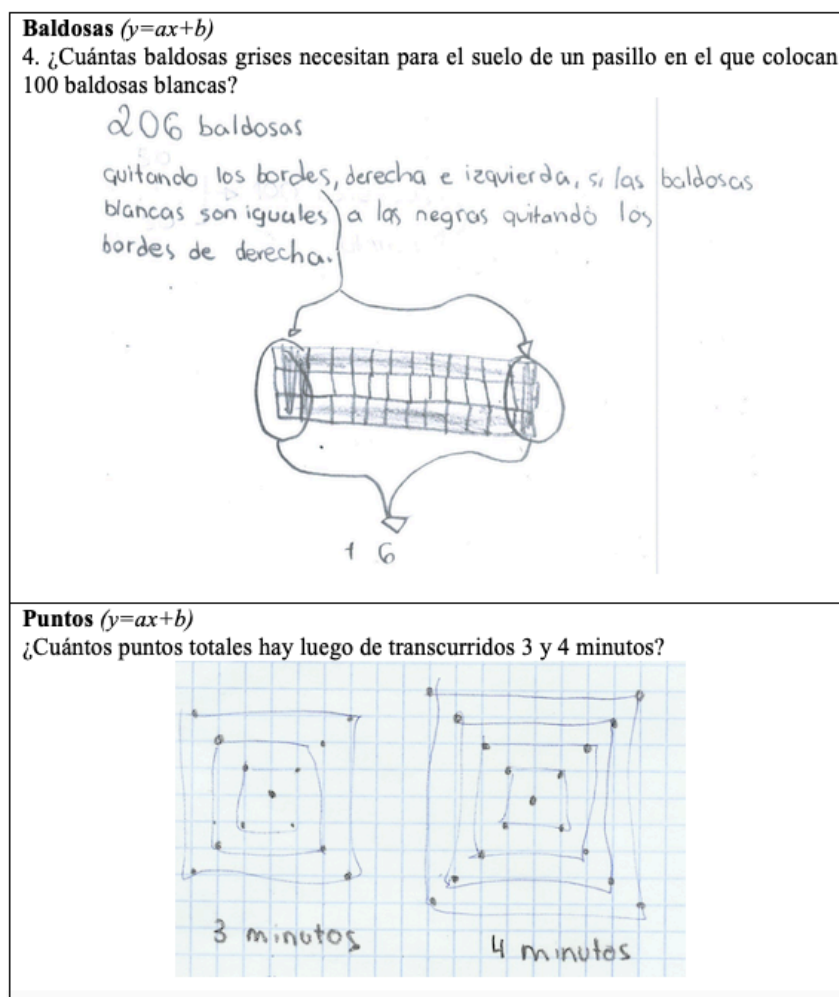 Baldosas (y=ax+b)
4. ¿Cuántas baldosas grises necesitan para el suelo de un pasillo en el que colocan
100 baldosas blancas?
206 baldosas
quitando los bordes, derecha e izquierda, si las baldosas
blancas son iguales a las negras quitando los
bordes de derecha.
+ 6
Puntos (y=ax+b)
¿Cuántos puntos totales hay luego de transcurridos 3 y 4 minutos?
3 minutos
4 minutos